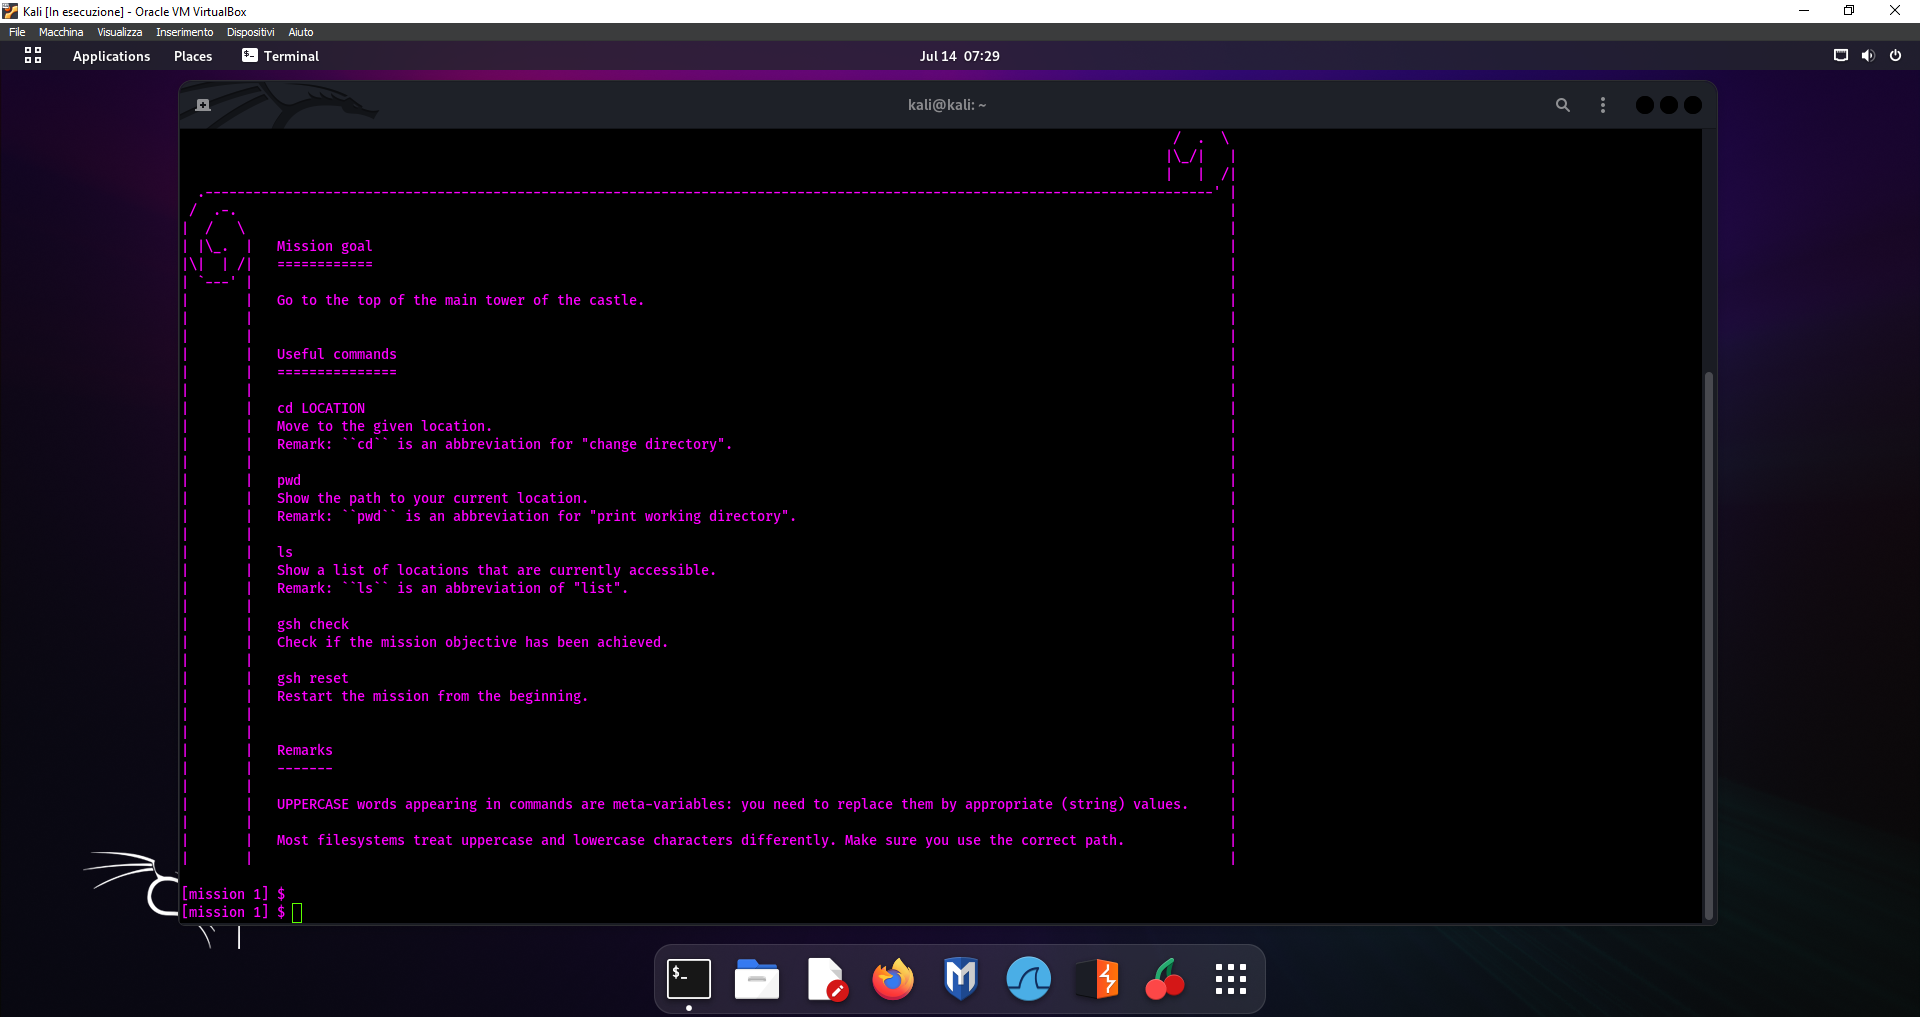 Kali [In esecuzione] - Oracle VM VirtualBox
File Macchina Visualizza Inserimento Dispositivi Aiuto
Applications Places Terminal Jul 14 07:29
kali@kali: ~
Mission goal
============
Go to the top of the main tower of the castle.
Useful commands
===============
cd LOCATION
Move to the given location.
Remark: ``cd`` is an abbreviation for "change directory".
pwd
Show the path to your current location.
Remark: ``pwd`` is an abbreviation for "print working directory".
ls
Show a list of locations that are currently accessible.
Remark: ``ls`` is an abbreviation of "list".
gsh check
Check if the mission objective has been achieved.
gsh reset
Restart the mission from the beginning.
Remarks
-------
UPPERCASE words appearing in commands are meta-variables: you need to replace them by appropriate (string) values.
Most filesystems treat uppercase and lowercase characters differently. Make sure you use the correct path.
[mission 1] $
[mission 1] $
$_